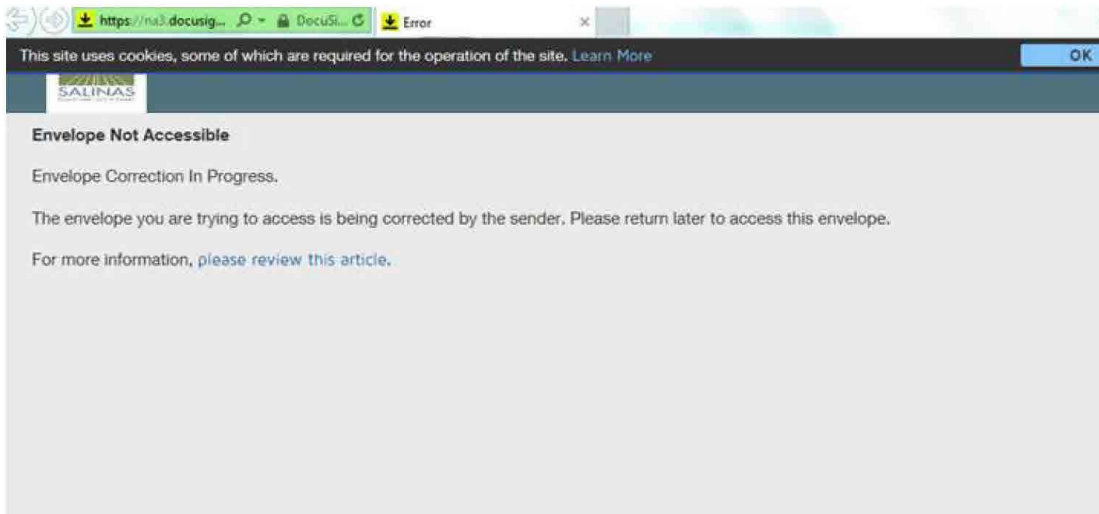 https://na3.docusig... DocuSi... Error
This site uses cookies, some of which are required for the operation of the site. Learn More OK
SALINAS
Envelope Not Accessible
Envelope Correction In Progress.
The envelope you are trying to access is being corrected by the sender. Please return later to access this envelope.
For more information, please review this article.